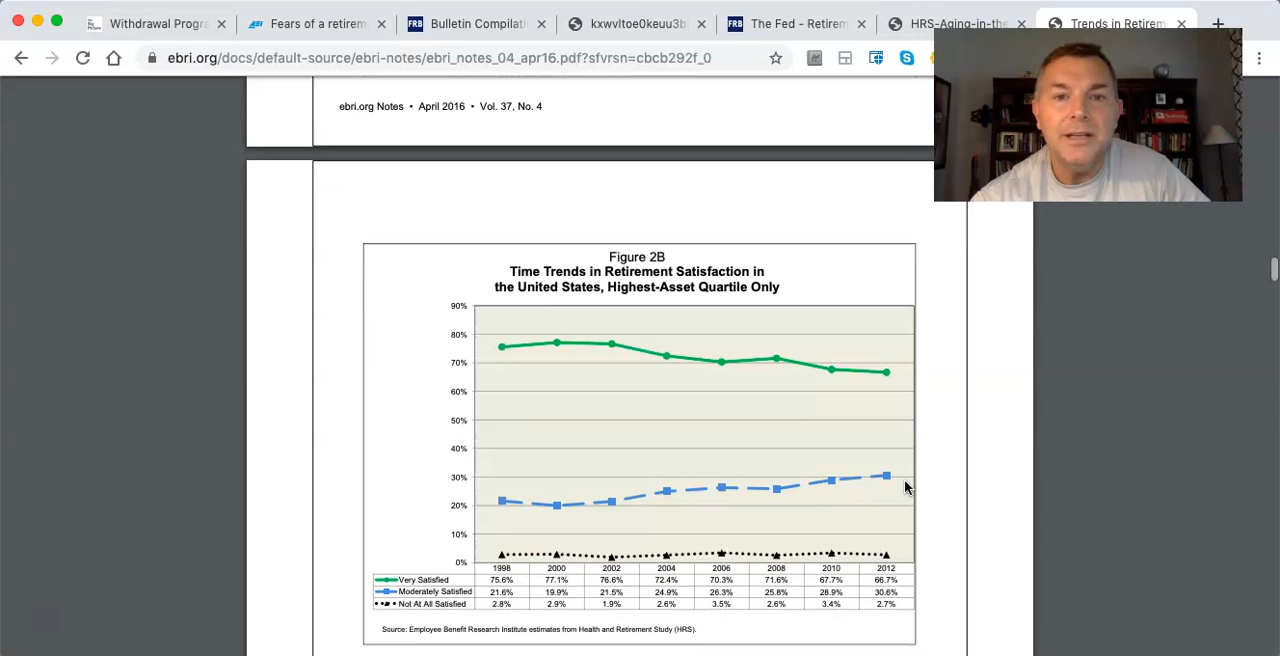 Withdrawal Progra
Fears of a retirem
Bulletin Compilati
kxwvltoe0keuu3b
The Fed - Retirem
HRS-Aging-in-the
Trends in Retirem
ebri.org/docs/default-source/ebri-notes/ebri_notes_04_apr16.pdf?sfvrsn=cbcb292f_0
ebri.org Notes • April 2016 • Vol. 37, No. 4
Figure 2B
Time Trends in Retirement Satisfaction in
the United States, Highest-Asset Quartile Only
90%
80%
70%
60%
50%
40%
30%
20%
10%
0%
1998 2000 2002 2004 2006 2008 2010 2012
Very Satisfied 75.6% 77.1% 76.6% 72.4% 70.3% 71.6% 67.7% 66.7%
Moderately Satisfied 21.6% 19.9% 21.5% 24.9% 26.3% 25.8% 28.9% 30.6%
Not At All Satisfied 2.8% 2.9% 1.9% 2.6% 3.5% 2.6% 3.4% 2.7%
Source: Employee Benefit Research Institute estimates from Health and Retirement Study (HRS).